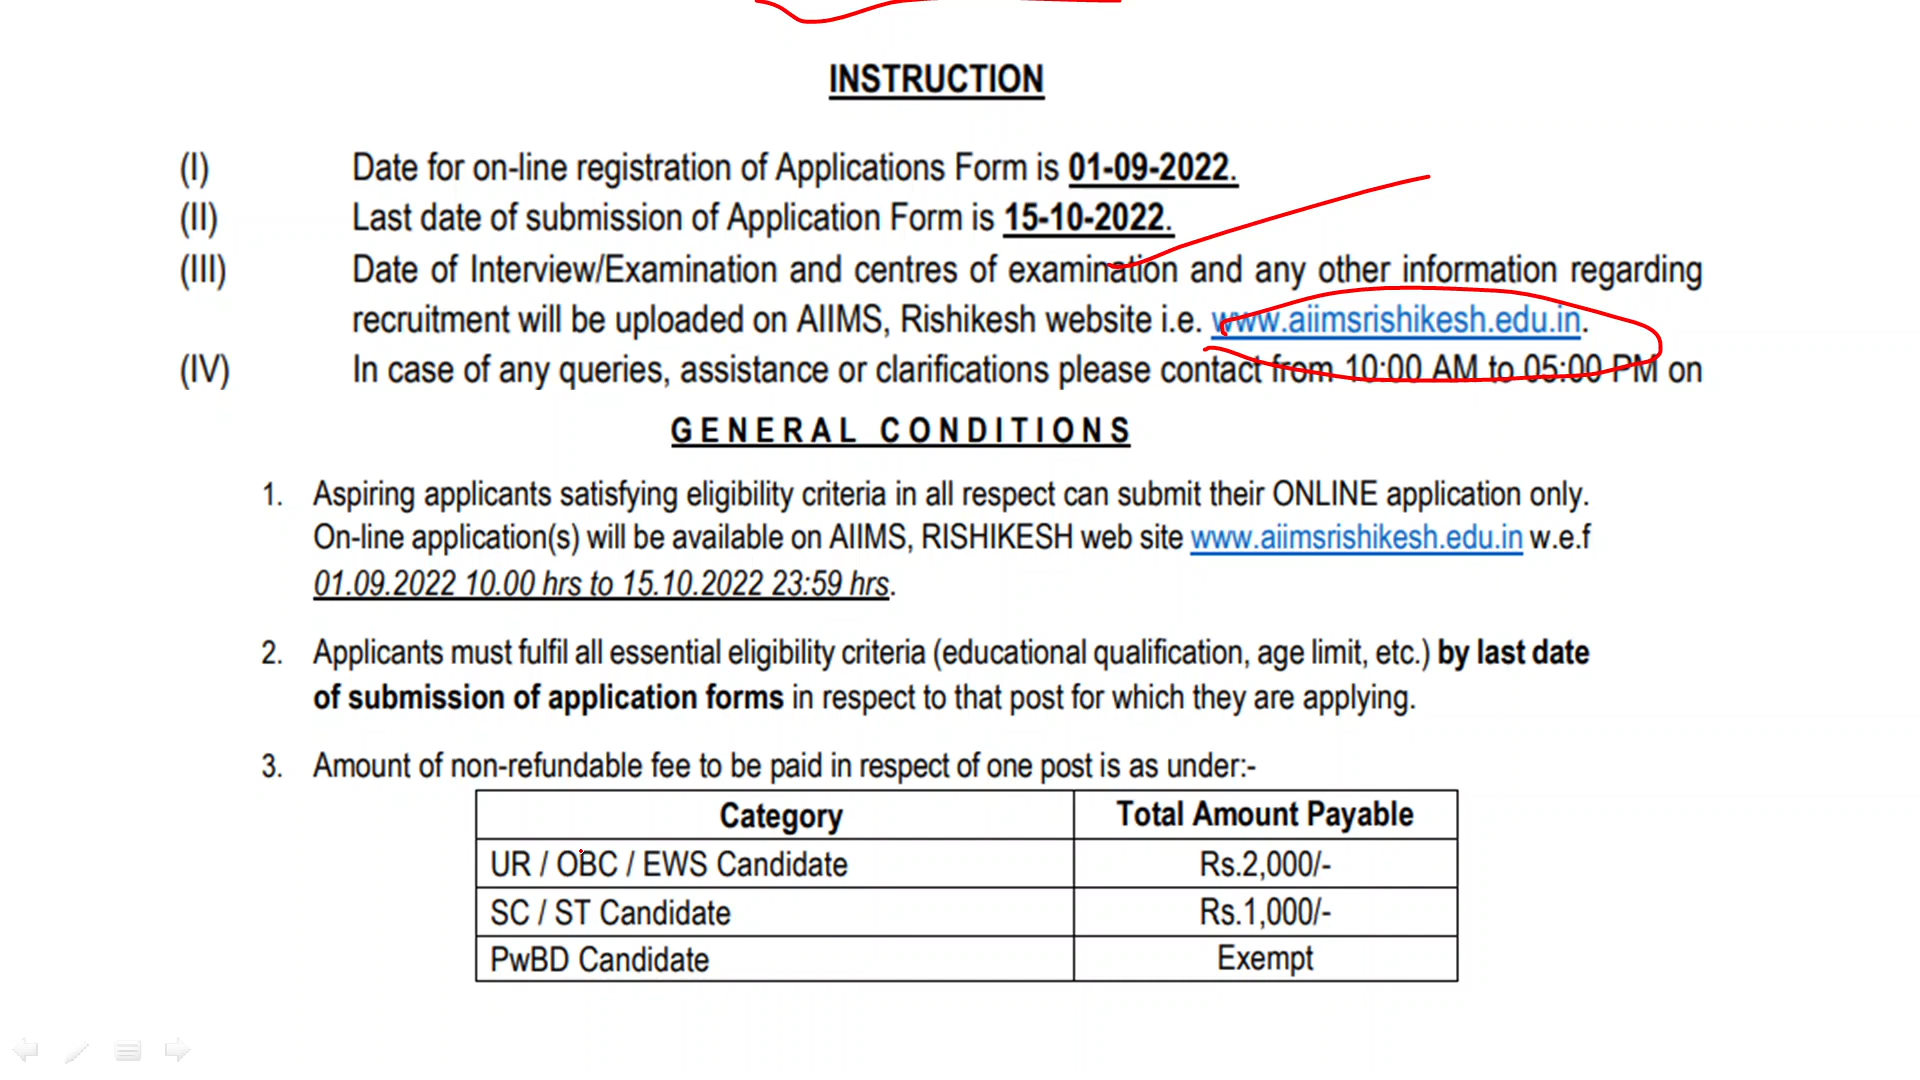 INSTRUCTION
(I) Date for on-line registration of Applications Form is 01-09-2022.
(II) Last date of submission of Application Form is 15-10-2022.
(III) Date of Interview/Examination and centres of examination and any other information regarding
recruitment will be uploaded on AIIMS, Rishikesh website i.e. www.aiimsrishikesh.edu.in.
(IV) In case of any queries, assistance or clarifications please contact from 10:00 AM to 05:00 PM on
GENERAL CONDITIONS
1. Aspiring applicants satisfying eligibility criteria in all respect can submit their ONLINE application only.
On-line application(s) will be available on AIIMS, RISHIKESH web site www.aiimsrishikesh.edu.in w.e.f
01.09.2022 10.00 hrs to 15.10.2022 23:59 hrs.
2. Applicants must fulfil all essential eligibility criteria (educational qualification, age limit, etc.) by last date
of submission of application forms in respect to that post for which they are applying.
3. Amount of non-refundable fee to be paid in respect of one post is as under:-
Category Total Amount Payable
UR / OBC / EWS Candidate Rs.2,000/-
SC / ST Candidate Rs.1,000/-
PwBD Candidate Exempt